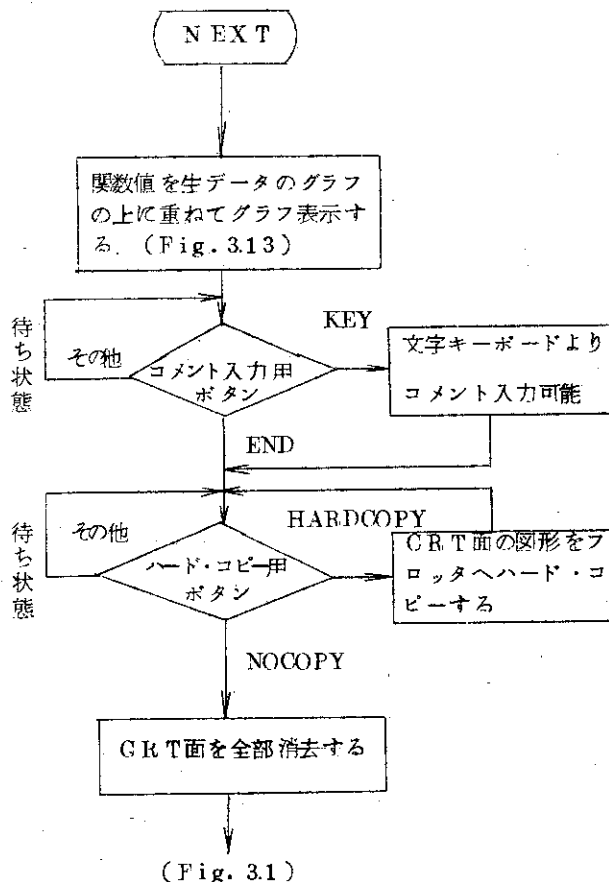 NEXT
関数値を生データのグラフ
の上に重ねてグラフ表示す
る. (Fig. 3.13)
待ち状態
その他
コメント入力用
ボタン
KEY
文字キーボードより
コメント入力可能
END
待ち状態
その他
ハード・コピー用
ボタン
HARDCOPY
CRT面の図形をプ
ロッタへハード・コ
ピーする
NOCOPY
CRT面を全部消去する
(Fig. 3.1)